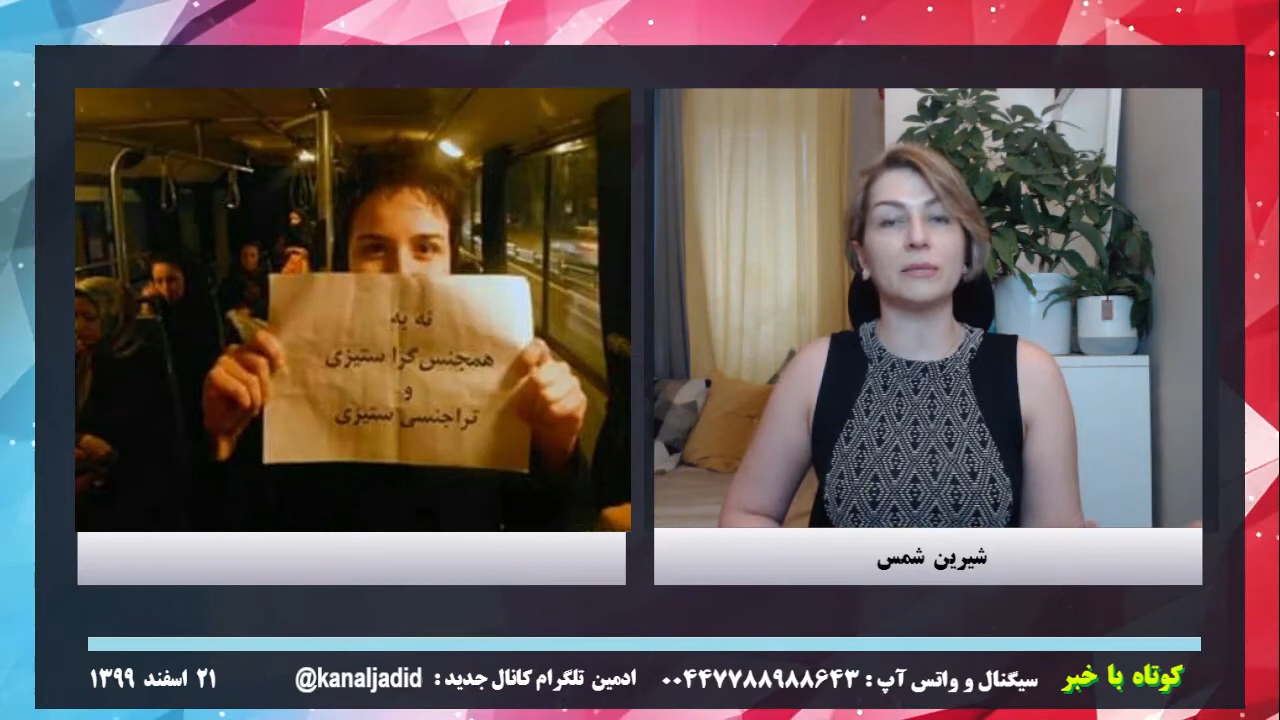 نه به
همجنس‌گرا ستیزی
و
تراجنسی ستیزی
شیرین شمس
کوتاه با خبر
سیگنال و واتس آپ : ۰۰۴۴۷۷۸۸۹۸۸۶۴۳
ادمین تلگرام کانال جدید : @kanaljadid
۲۱ اسفند ۱۳۹۹